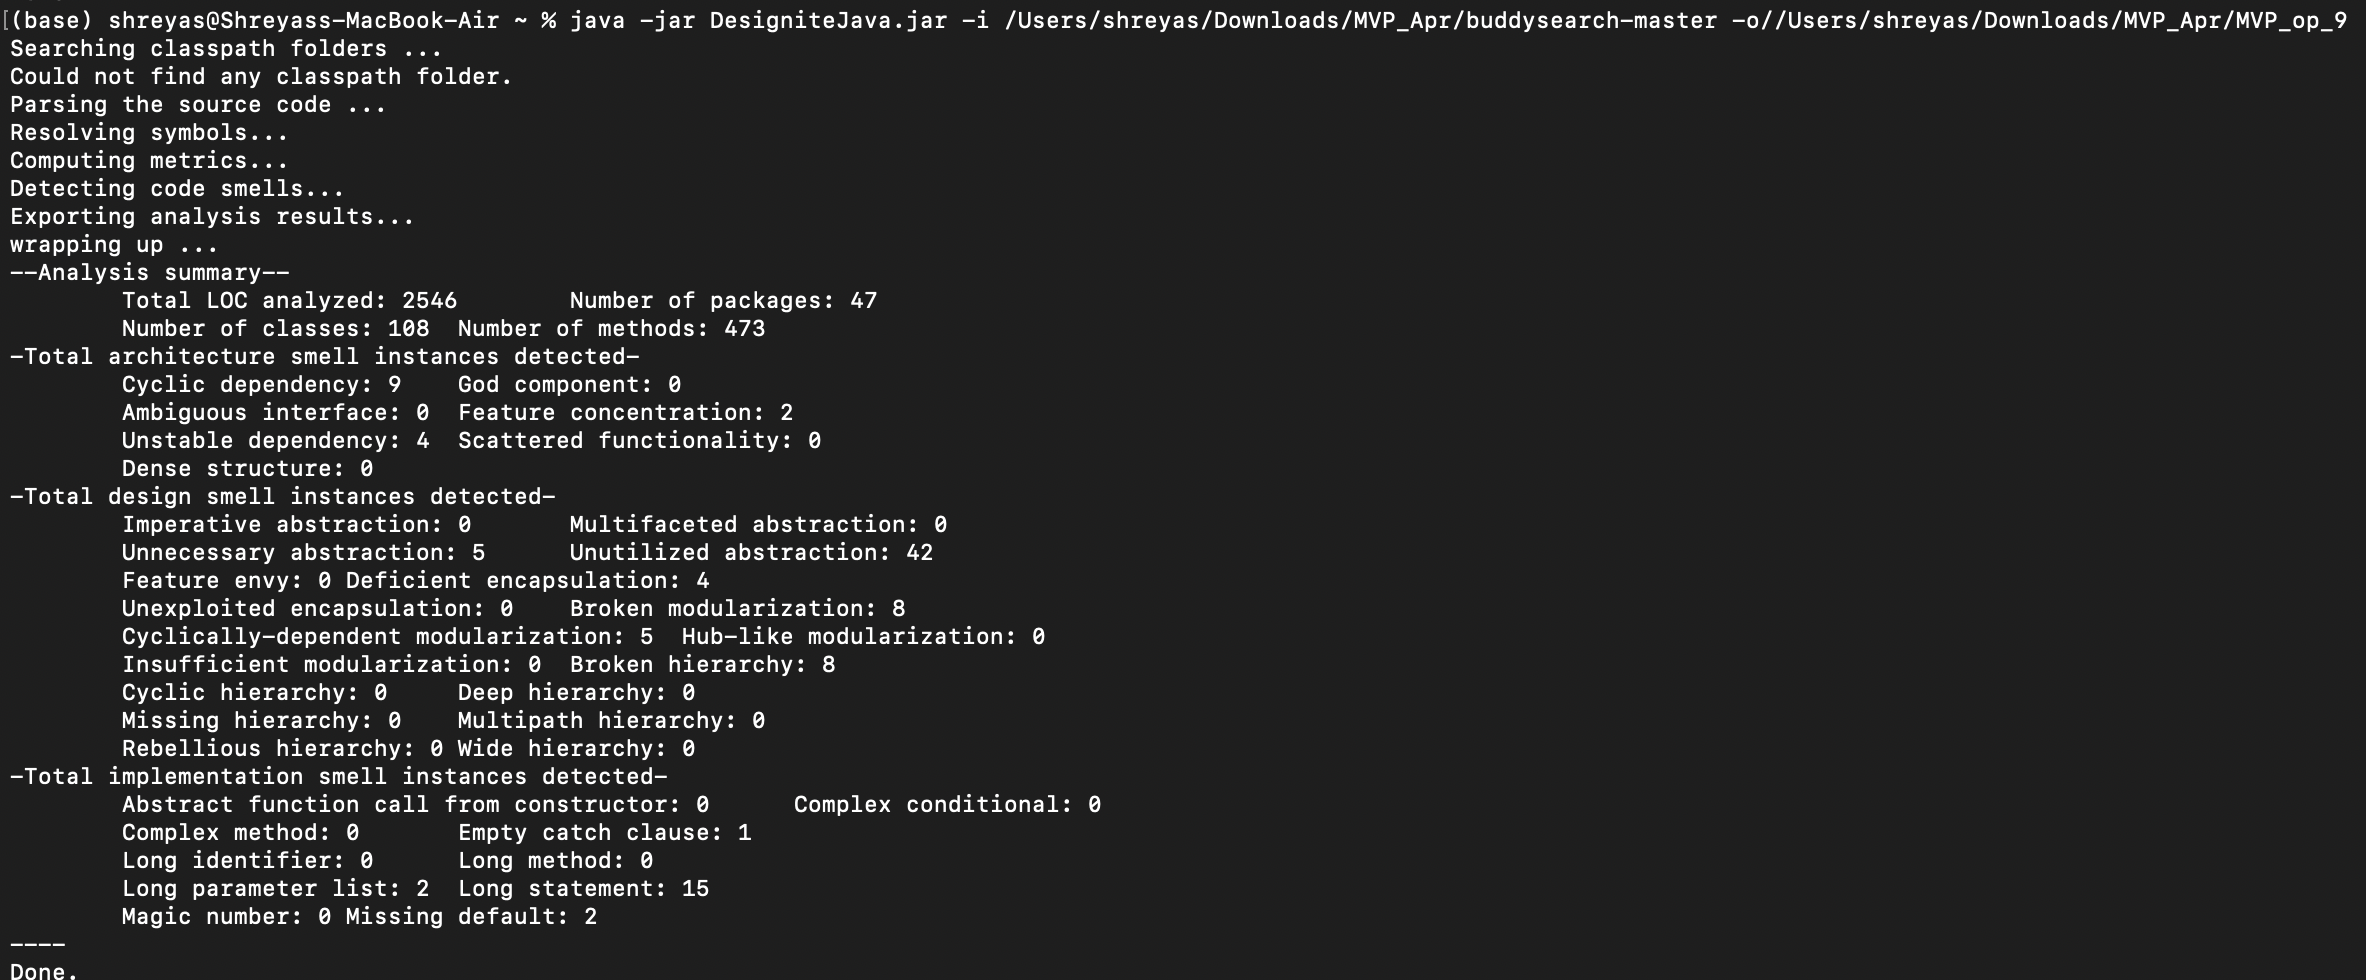 [(base) shreyas@Shreyass-MacBook-Air ~ % java -jar DesigniteJava.jar -i /Users/shreyas/Downloads/MVP_Apr/buddysearch-master -o//Users/shreyas/Downloads/MVP_Apr/MVP_op_9
Searching classpath folders ...
Could not find any classpath folder.
Parsing the source code ...
Resolving symbols...
Computing metrics...
Detecting code smells...
Exporting analysis results...
wrapping up ...
--Analysis summary--
        Total LOC analyzed: 2546        Number of packages: 47
        Number of classes: 108  Number of methods: 473
-Total architecture smell instances detected-
        Cyclic dependency: 9    God component: 0
        Ambiguous interface: 0  Feature concentration: 2
        Unstable dependency: 4  Scattered functionality: 0
        Dense structure: 0
-Total design smell instances detected-
        Imperative abstraction: 0       Multifaceted abstraction: 0
        Unnecessary abstraction: 5      Unutilized abstraction: 42
        Feature envy: 0 Deficient encapsulation: 4
        Unexploited encapsulation: 0    Broken modularization: 8
        Cyclically-dependent modularization: 5  Hub-like modularization: 0
        Insufficient modularization: 0  Broken hierarchy: 8
        Cyclic hierarchy: 0     Deep hierarchy: 0
        Missing hierarchy: 0    Multipath hierarchy: 0
        Rebellious hierarchy: 0 Wide hierarchy: 0
-Total implementation smell instances detected-
        Abstract function call from constructor: 0      Complex conditional: 0
        Complex method: 0       Empty catch clause: 1
        Long identifier: 0      Long method: 0
        Long parameter list: 2  Long statement: 15
        Magic number: 0 Missing default: 2
----
Done.